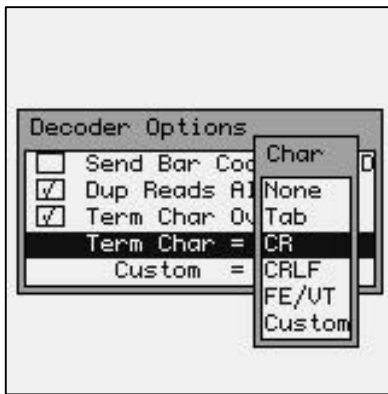 Decoder Options
Send Bar Cod D
Dup Reads Al
Term Char Ov
Term Char =
Custom =
Char
None
Tab
CR
CRLF
FE/VT
Custom